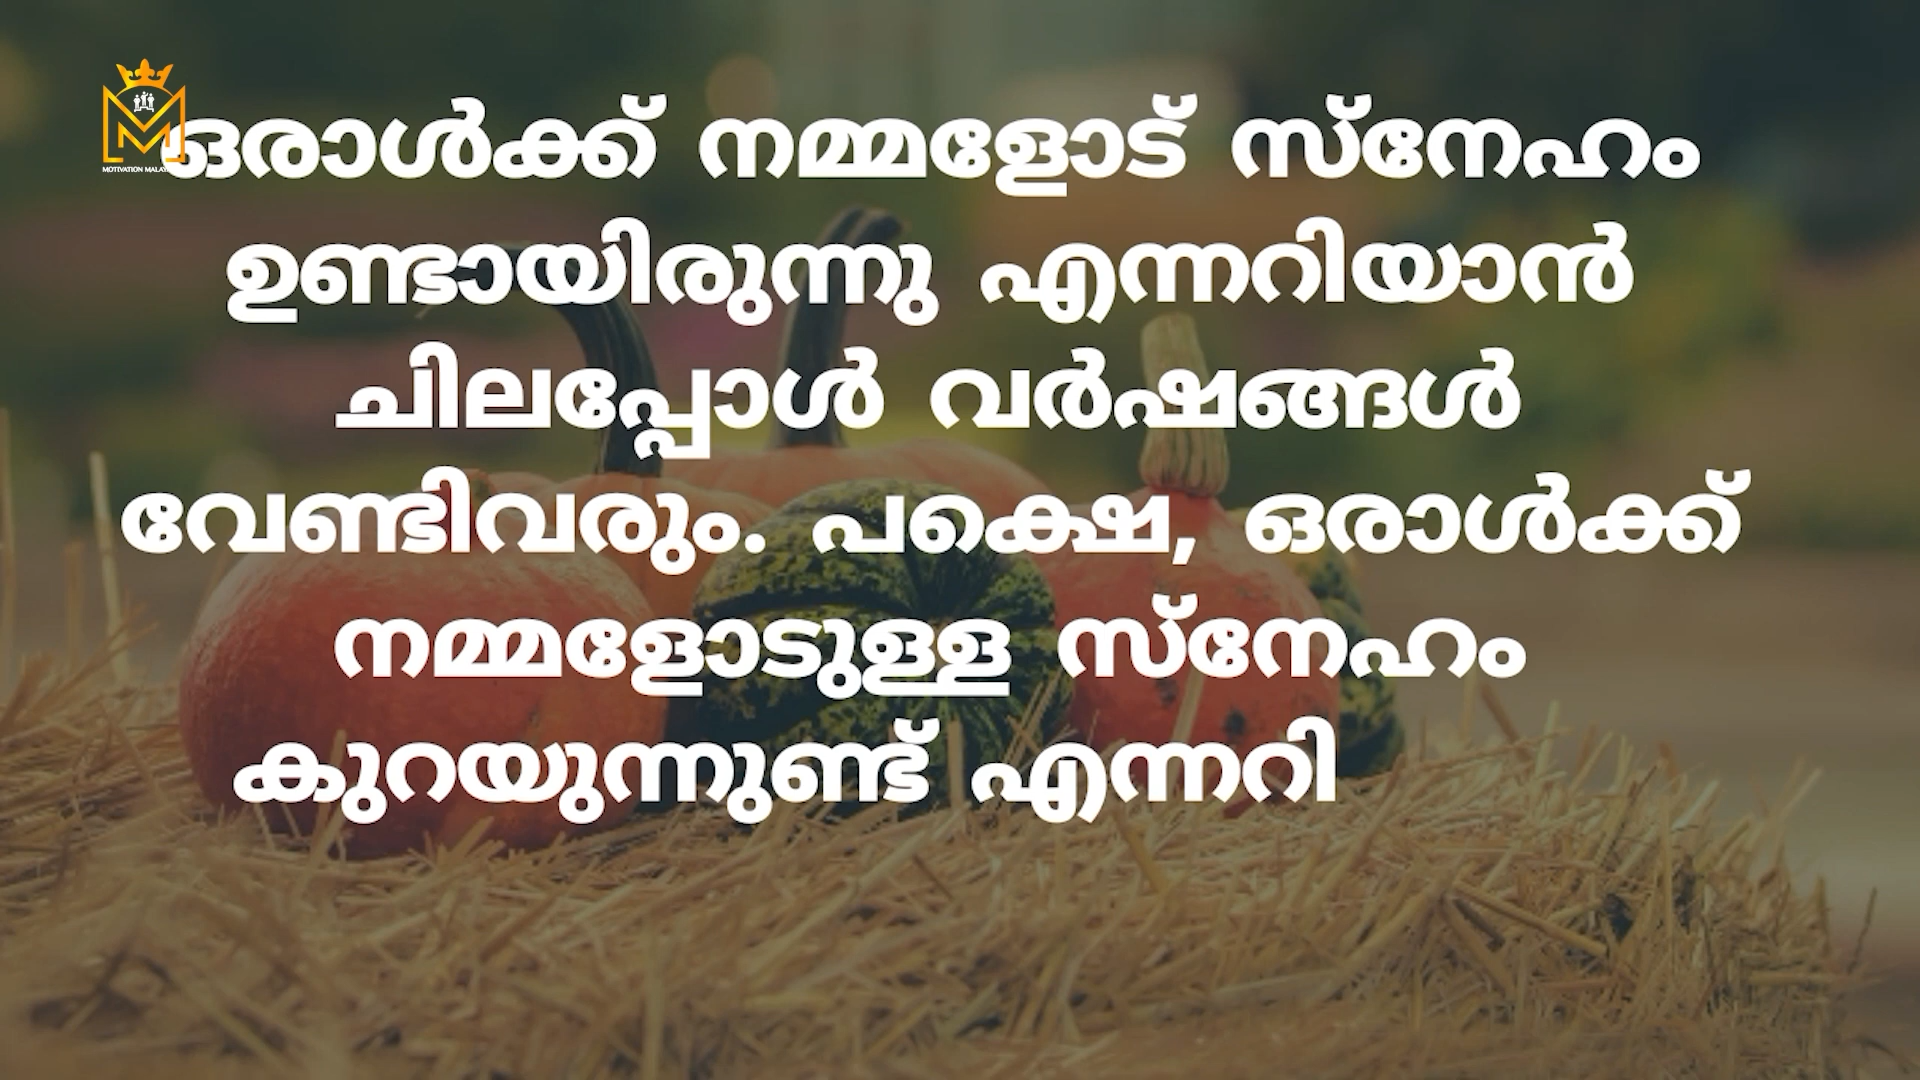 ഒരാൾക്ക് നമ്മളോട് സ്നേഹം
ഉണ്ടായിരുന്നു എന്നറിയാൻ
ചിലപ്പോൾ വർഷങ്ങൾ
വേണ്ടിവരും. പക്ഷെ, ഒരാൾക്ക്
നമ്മളോടുള്ള സ്നേഹം
കുറയുന്നുണ്ട് എന്നറി
MOTIVATION